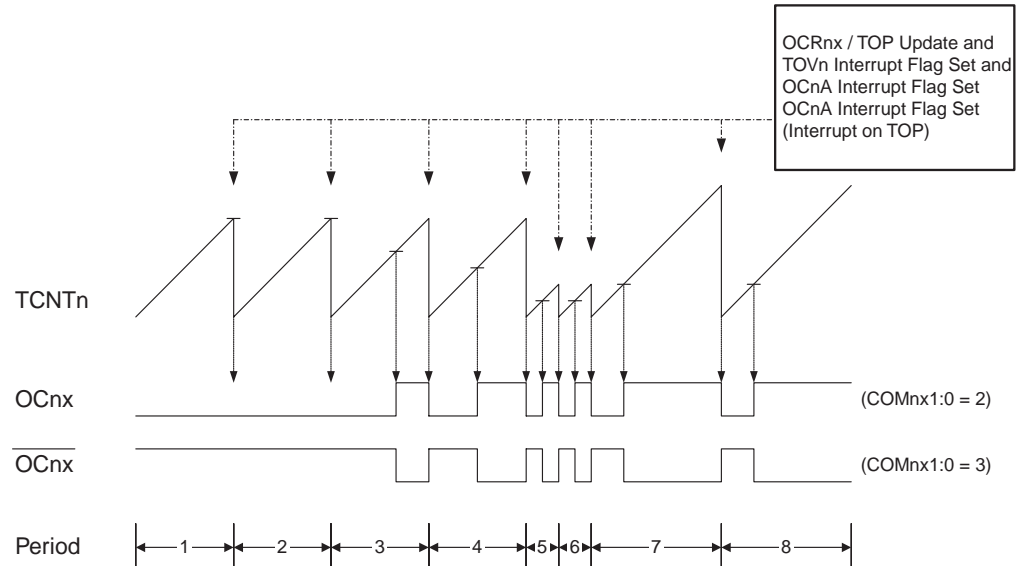 OCRnx / TOP Update and
TOVn Interrupt Flag Set and
OCnA Interrupt Flag Set
OCnA Interrupt Flag Set
(Interrupt on TOP)
TCNTn
OCnx
(COMnx1:0 = 2)
OCnx
(COMnx1:0 = 3)
Period
1 2 3 4 5 6 7 8